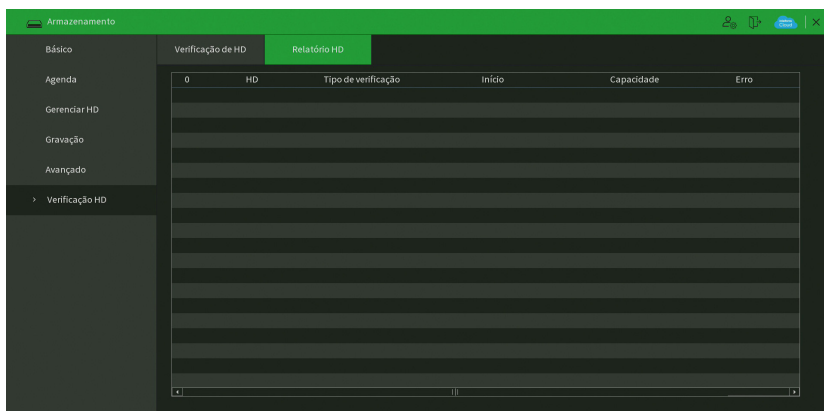 Armazenamento
Básico
Verificação de HD
Relatório HD
Agenda
0 HD Tipo de verificação Início Capacidade Erro
Gerenciar HD
Gravação
Avançado
> Verificação HD